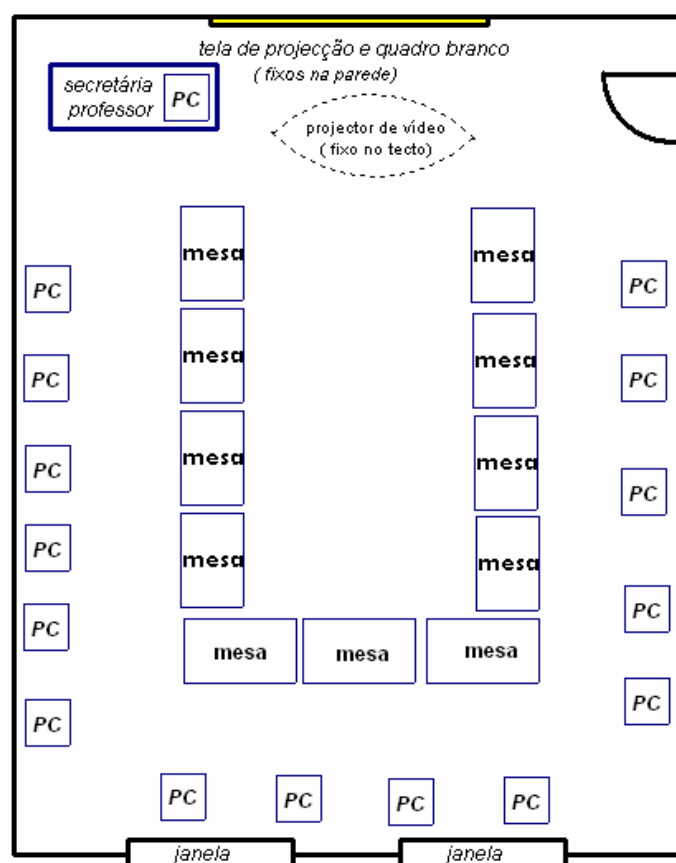 tela de projecção e quadro branco
( fixos na parede)
secretária
professor
PC
projector de vídeo
( fixo no tecto)
mesa
mesa
PC
PC
mesa
mesa
PC
PC
mesa
mesa
PC
PC
PC
mesa
mesa
PC
PC
mesa
mesa
mesa
PC
PC
PC
PC
PC
PC
janela
janela